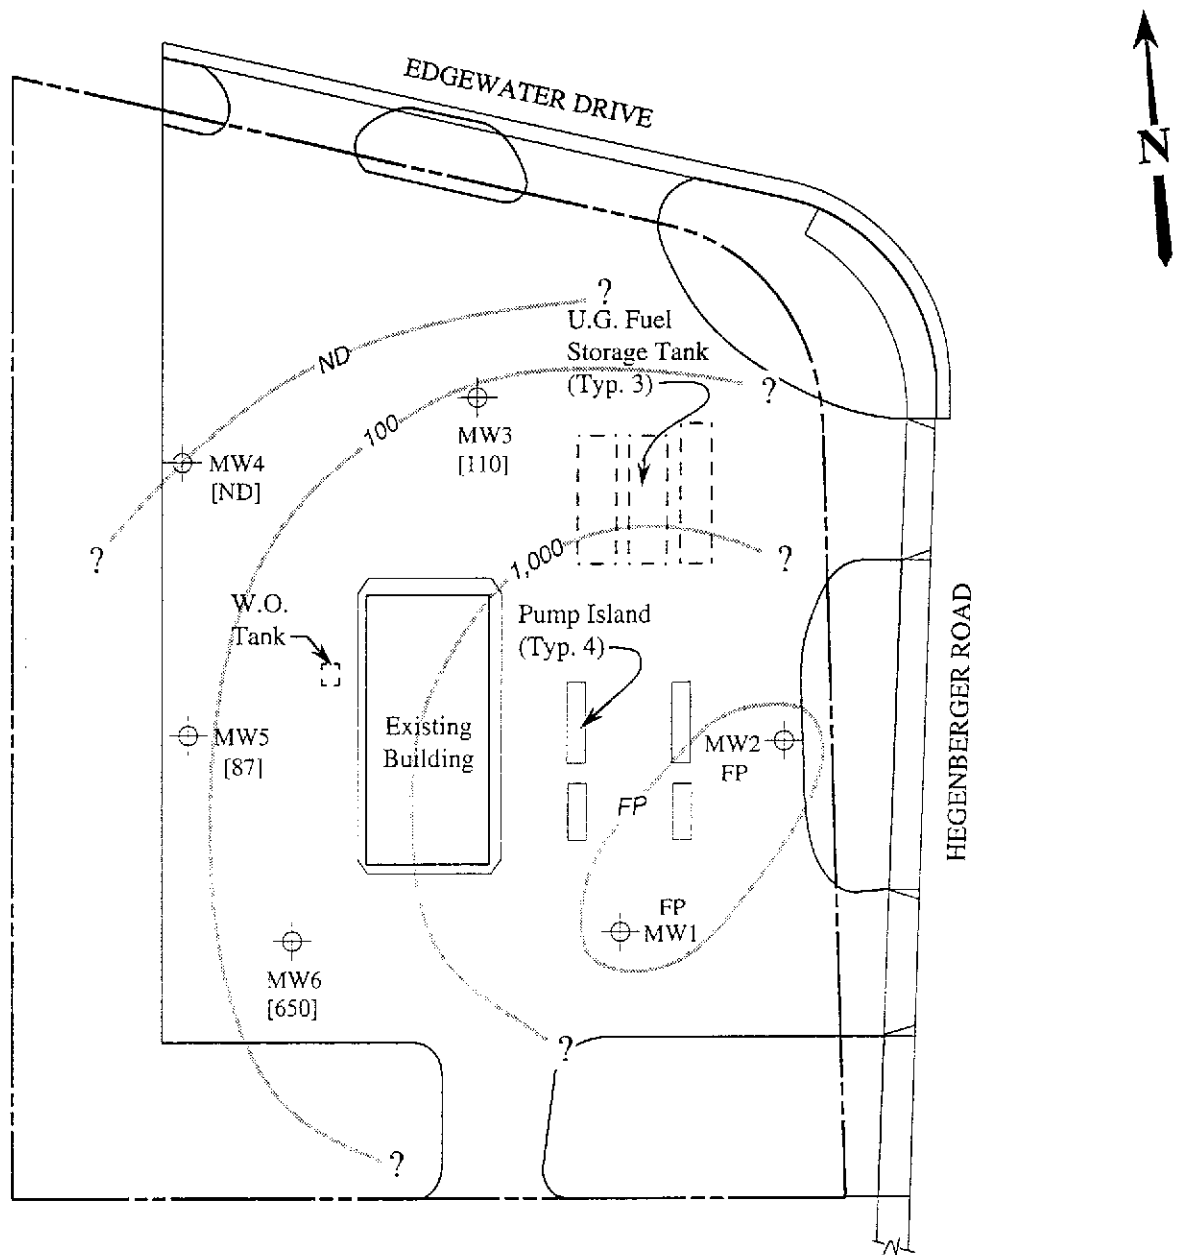 EDGEWATER DRIVE
N
?
U.G. Fuel
Storage Tank
(Typ. 3)
ND
?
100
MW3
[110]
MW4
[ND]
?
1,000
?
W.O.
Tank
Pump Island
(Typ. 4)
HEGENBERGER ROAD
Existing
Building
MW5
[87]
MW2
FP
FP
FP
MW1
MW6
[650]
?
?